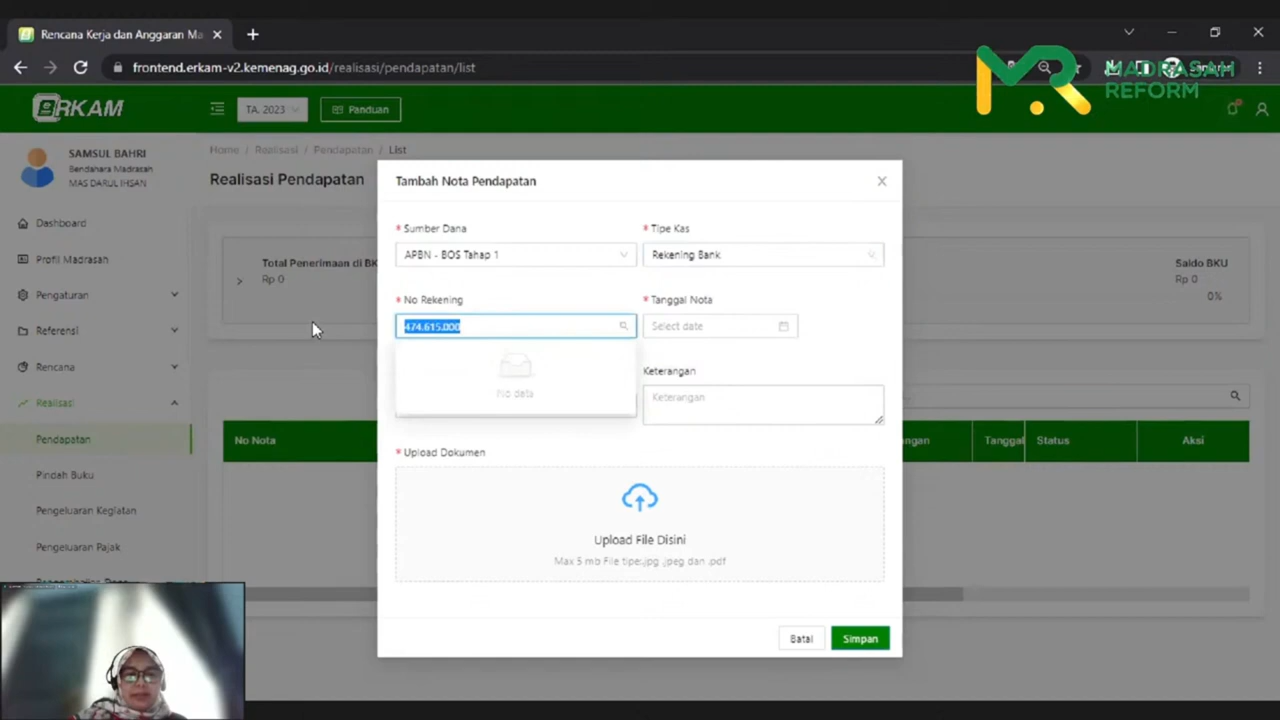 Rencana Kerja dan Anggaran Ma
frontend.erkam-v2.kemenag.go.id/realisasi/pendapatan/list
MADRASAH
REFORM
eRKAM
TA. 2023
Panduan
SAMSUL BAHRI
Bendahara Madrasah
MAS DARUL IHSAN
Home / Realisasi / Pendapatan / List
Realisasi Pendapatan
Dashboard
Profil Madrasah
Pengaturan
Referensi
Rencana
Realisasi
Pendapatan
Pindah Buku
Pengeluaran Kegiatan
Pengeluaran Pajak
Total Penerimaan di BK
Rp 0
Saldo BKU
Rp 0
0%
No Nota
Tanggal
Status
Aksi
Tambah Nota Pendapatan
* Sumber Dana
* Tipe Kas
APBN - BOS Tahap 1
Rekening Bank
* No Rekening
* Tanggal Nota
474.615.000
Select date
No data
Keterangan
Keterangan
* Upload Dokumen
Upload File Disini
Max 5 mb File tipe:.jpg .jpeg dan .pdf
Batal
Simpan